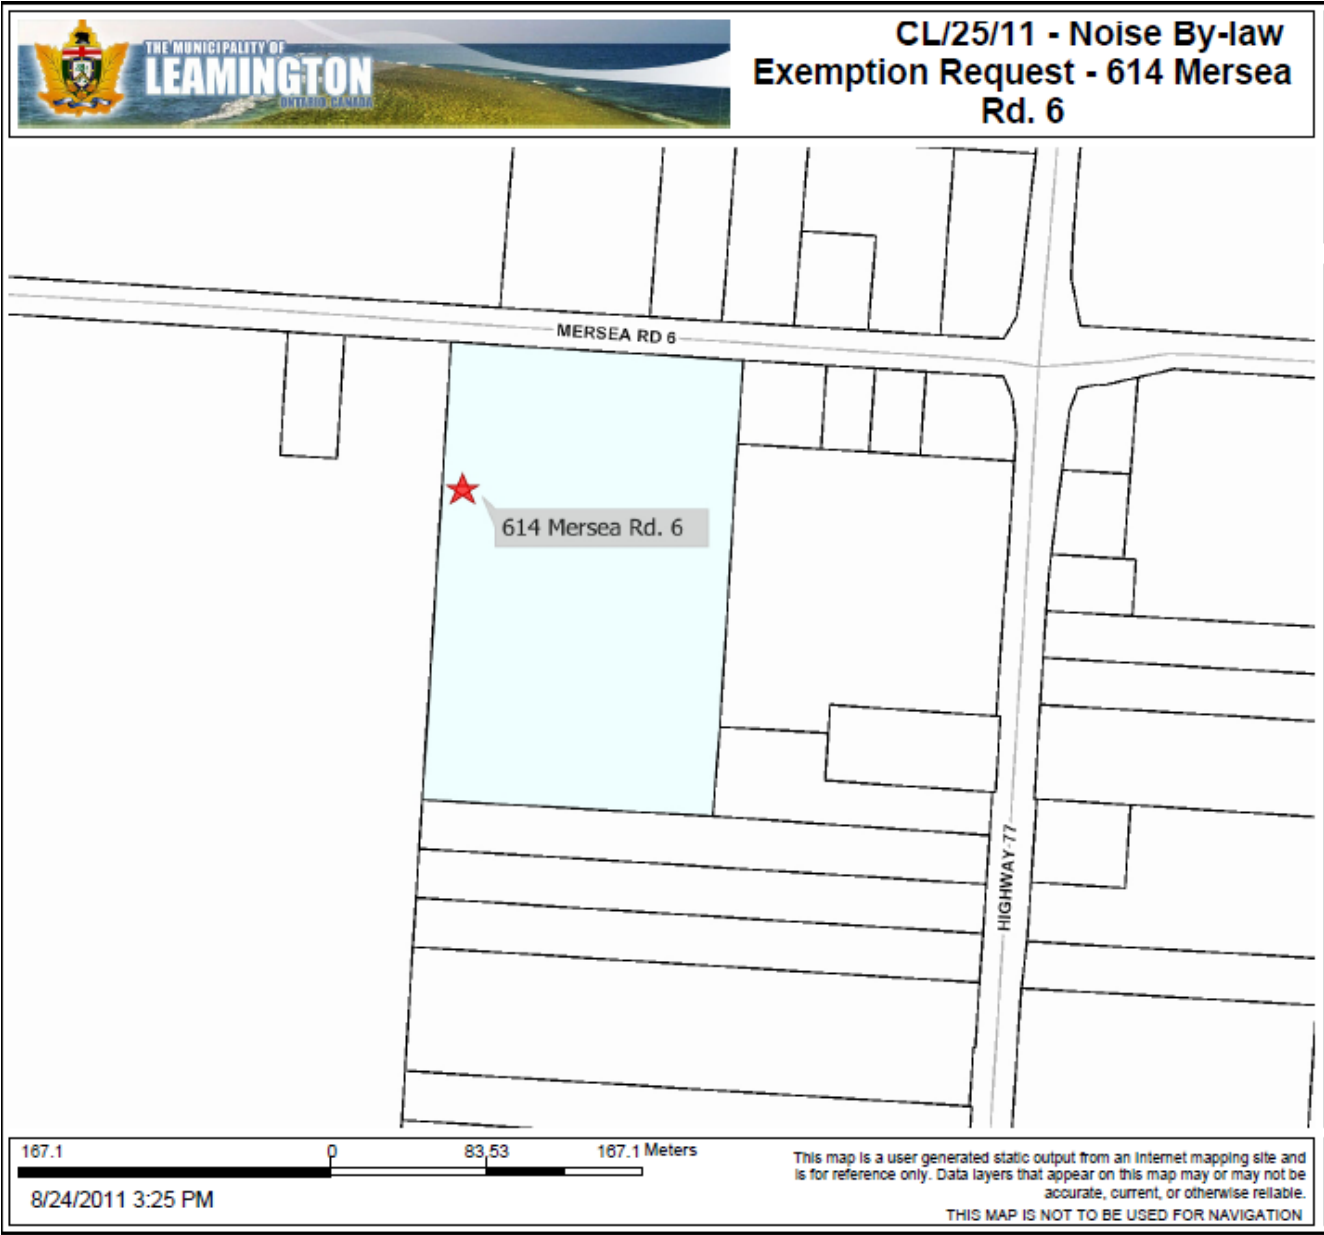 THE MUNICIPALITY OF
LEAMINGTON
ONTARIO CANADA
CL/25/11 - Noise By-law
Exemption Request - 614 Mersea
Rd. 6
MERSEA RD 6
614 Mersea Rd. 6
HIGHWAY 77
167.1 0 83.53 167.1 Meters
8/24/2011 3:25 PM
This map is a user generated static output from an Internet mapping site and
is for reference only. Data layers that appear on this map may or may not be
accurate, current, or otherwise reliable.
THIS MAP IS NOT TO BE USED FOR NAVIGATION